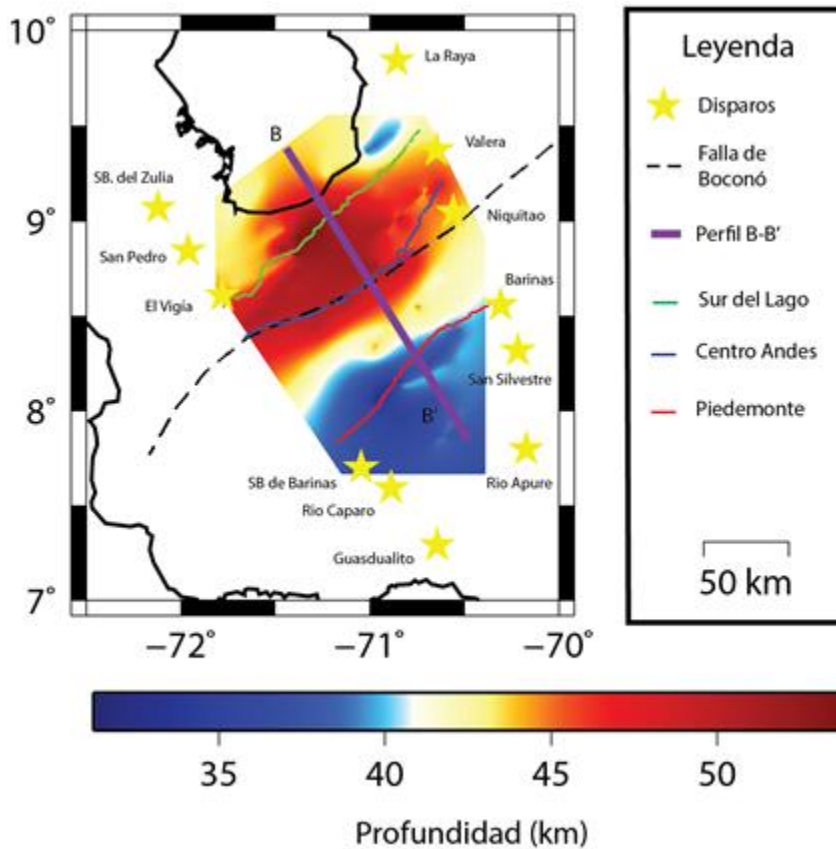 10°
9°
8°
7°
−72°
−71°
−70°
La Raya
B
Valera
SB. del Zulia
Niquitao
San Pedro
Barinas
El Vigía
San Silvestre
B'
SB de Barinas
Rio Apure
Rio Caparo
Guasdualito
Leyenda
Disparos
Falla de
Boconó
Perfil B-B'
Sur del Lago
Centro Andes
Piedemonte
50 km
35
40
45
50
Profundidad (km)